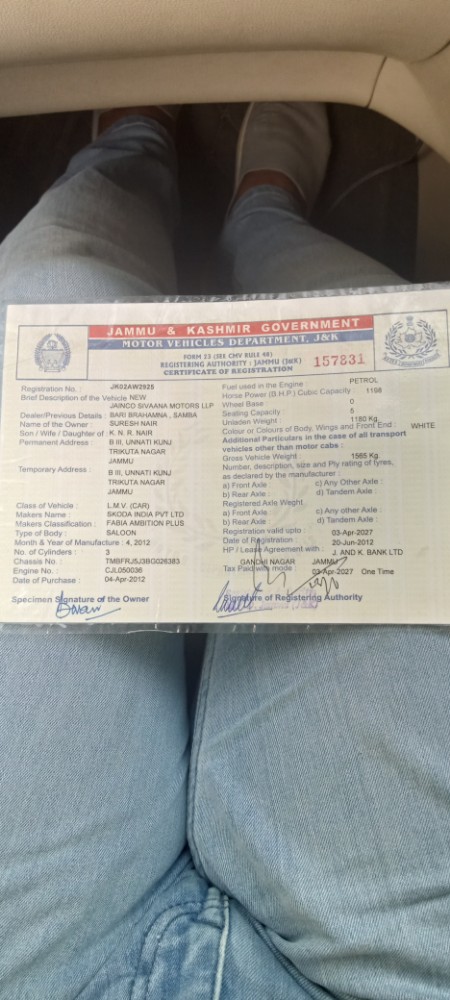 JAMMU & KASHMIR GOVERNMENT
MOTOR VEHICLES DEPARTMENT, J&K
FORM 23 (SEE CMV RULE 48)
REGISTERING AUTHORITY : JAMMU (J&K)
CERTIFICATE OF REGISTRATION
157831
Registration No. : JK02AW2925
Brief Description of the Vehicle NEW
JAINCO SIVAANA MOTORS LLP
Dealer/Previous Details : BARI BRAHAMNA , SAMBA
Name of the Owner : SURESH NAIR
Son / Wife / Daughter of : K. N. R. NAIR
Permanent Address : B III, UNNATI KUNJ
TRIKUTA NAGAR
JAMMU
Temporary Address : B III, UNNATI KUNJ
TRIKUTA NAGAR
JAMMU
Class of Vehicle : L.M.V. (CAR)
Makers Name : SKODA INDIA PVT LTD
Makers Classification : FABIA AMBITION PLUS
Type of Body : SALOON
Month & Year of Manufacture : 4, 2012
No. of Cylinders : 3
Chassis No. :
Engine No. : CJL050036
Date of Purchase : 04-Apr-2012
Specimen Signature of the Owner
Fuel used in the Engine : PETROL
Horse Power (B.H.P.) Cubic Capacity : 1198
Wheel Base 0
Seating Capacity 5
Unladen Weight : 1180 Kg.
Colour or Colours of Body, Wings and Front End : WHITE
Additional Particulars in the case of all transport
vehicles other than motor cabs :
Gross Vehicle Weight 1565 Kg.
Number, description, size and Ply rating of tyres,
as declared by the manufacturer :
a) Front Axle : c) Any Other Axle :
b) Rear Axle : d) Tandem Axle :
Registered Axle Weght
a) Front Axle : c) Any other Axle :
b) Rear Axle d) Tandem Axle :
Registration valid upto : 03-Apr-2027
Date of Registration : 20-Jun-2012
HP / Lease Agreement with : J. AND K. BANK LTD
GANDHI NAGAR JAMMU
Tax Paid with mode : 03-Apr-2027 One Time
Signature of Registering Authority